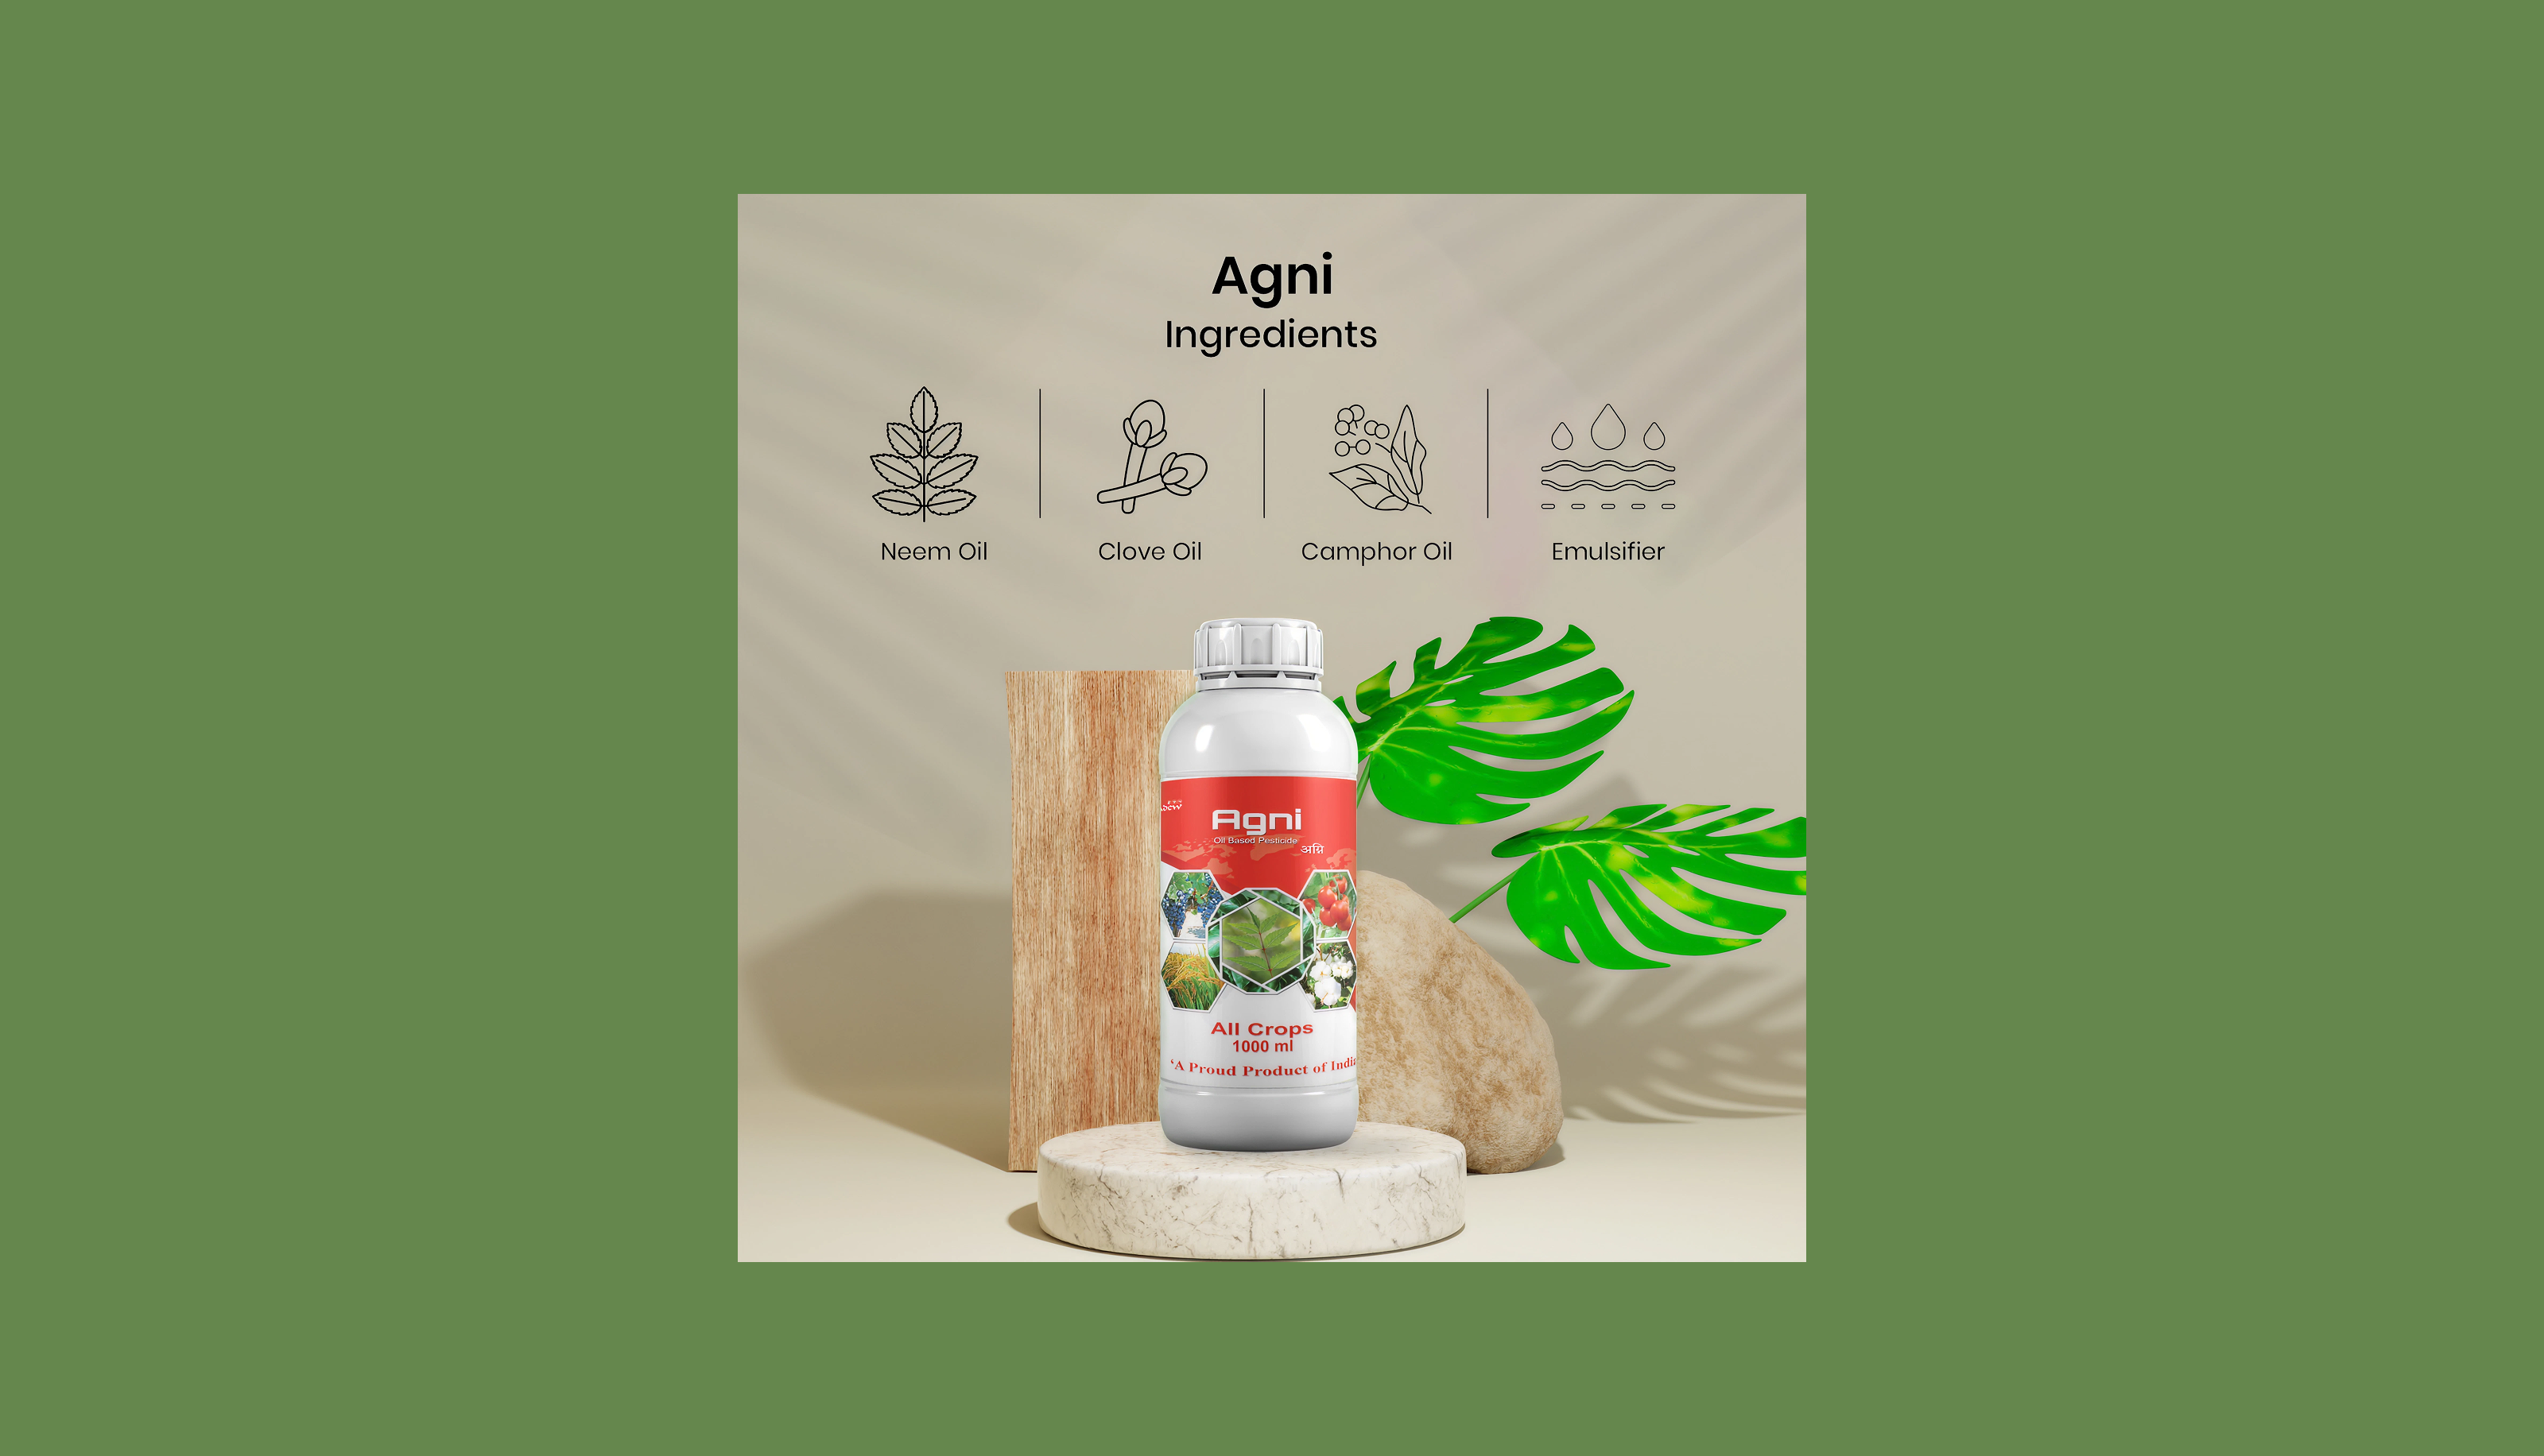 Agni
Ingredients
Neem Oil
Clove Oil
Camphor Oil
Emulsifier
Agni
Oil Based Pesticide
अग्नि
All Crops
1000 ml
"A Proud Product of India